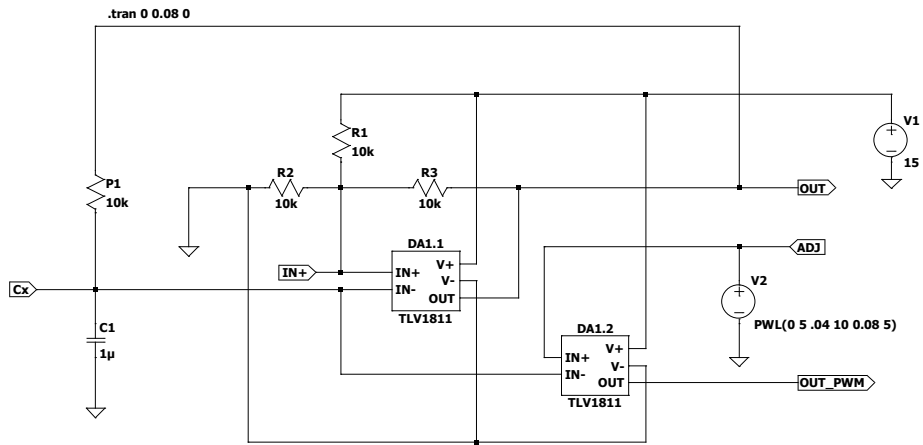 .tran 0 0.08 0
V1
15
R1
10k
P1
10k
R2
10k
R3
10k
OUT
DA1.1
ADJ
IN+
IN+
V+
V-
IN-
OUT
TLV1811
Cx
V2
PWL(0 5 .04 10 0.08 5)
C1
1µ
DA1.2
V+
IN+
V-
IN-
OUT
TLV1811
OUT_PWM